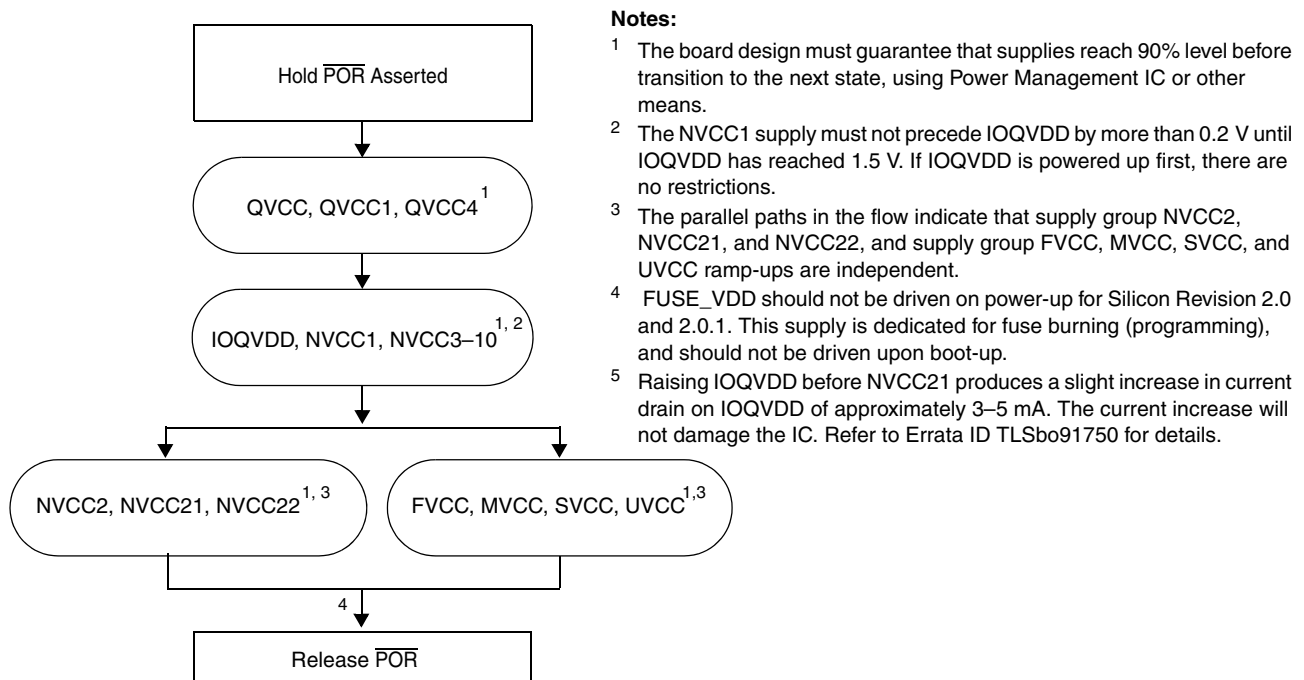 Hold POR Asserted
QVCC, QVCC1, QVCC4 1
IOQVDD, NVCC1, NVCC3–10 1, 2
NVCC2, NVCC21, NVCC22 1, 3
FVCC, MVCC, SVCC, UVCC 1,3
4
Release POR
Notes:
1 The board design must guarantee that supplies reach 90% level before
transition to the next state, using Power Management IC or other
means.
2 The NVCC1 supply must not precede IOQVDD by more than 0.2 V until
IOQVDD has reached 1.5 V. If IOQVDD is powered up first, there are
no restrictions.
3 The parallel paths in the flow indicate that supply group NVCC2,
NVCC21, and NVCC22, and supply group FVCC, MVCC, SVCC, and
UVCC ramp-ups are independent.
4 FUSE_VDD should not be driven on power-up for Silicon Revision 2.0
and 2.0.1. This supply is dedicated for fuse burning (programming),
and should not be driven upon boot-up.
5 Raising IOQVDD before NVCC21 produces a slight increase in current
drain on IOQVDD of approximately 3–5 mA. The current increase will
not damage the IC. Refer to Errata ID TLSbo91750 for details.